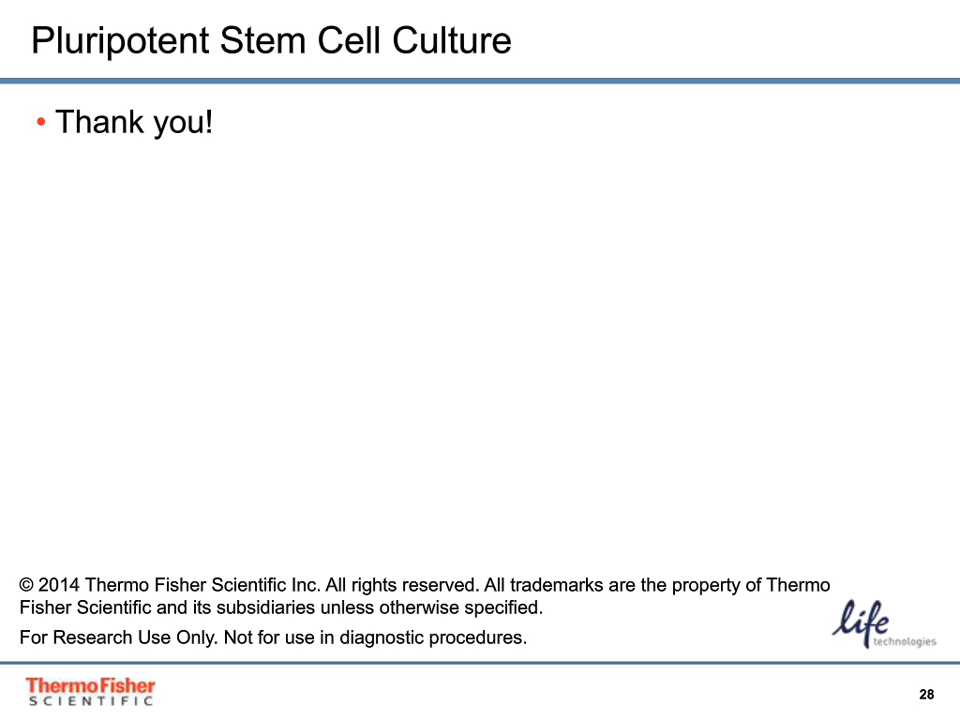 Pluripotent Stem Cell Culture
• Thank you!
© 2014 Thermo Fisher Scientific Inc. All rights reserved. All trademarks are the property of Thermo
Fisher Scientific and its subsidiaries unless otherwise specified.
For Research Use Only. Not for use in diagnostic procedures.
life
technologies
ThermoFisher
SCIENTIFIC
28